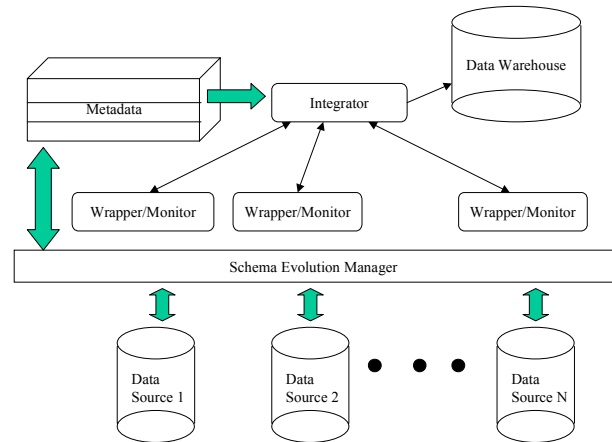 Data Warehouse
Metadata
Integrator
Wrapper/Monitor
Wrapper/Monitor
Wrapper/Monitor
Schema Evolution Manager
Data
Source 1
Data
Source 2
Data
Source N